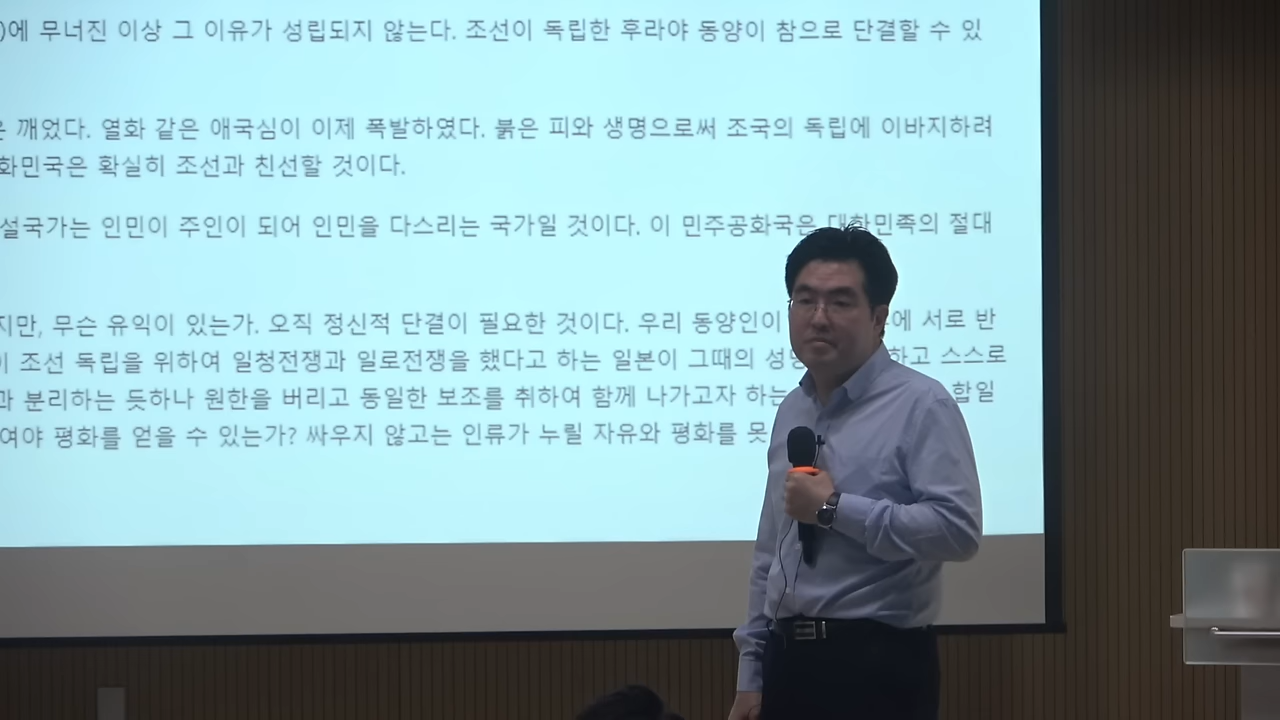 )에 무너진 이상 그 이유가 성립되지 않는다. 조선이 독립한 후라야 동양이 참으로 단결할 수 있
깨었다. 열화 같은 애국심이 이제 폭발하였다. 붉은 피와 생명으로써 조국의 독립에 이바지하려
화민국은 확실히 조선과 친선할 것이다.
설국가는 인민이 주인이 되어 인민을 다스리는 국가일 것이다. 이 민주공화국은 대한민족의 절대
지만, 무슨 유익이 있는가. 오직 정신적 단결이 필요한 것이다. 우리 동양인이 에 서로 반
조선 독립을 위하여 일청전쟁과 일로전쟁을 했다고 하는 일본이 그때의 하고 스스로
과 분리하는 듯하나 원한을 버리고 동일한 보조를 취하여 함께 나가고자 하는 합일
여야 평화를 얻을 수 있는가? 싸우지 않고는 인류가 누릴 자유와 평화를 못